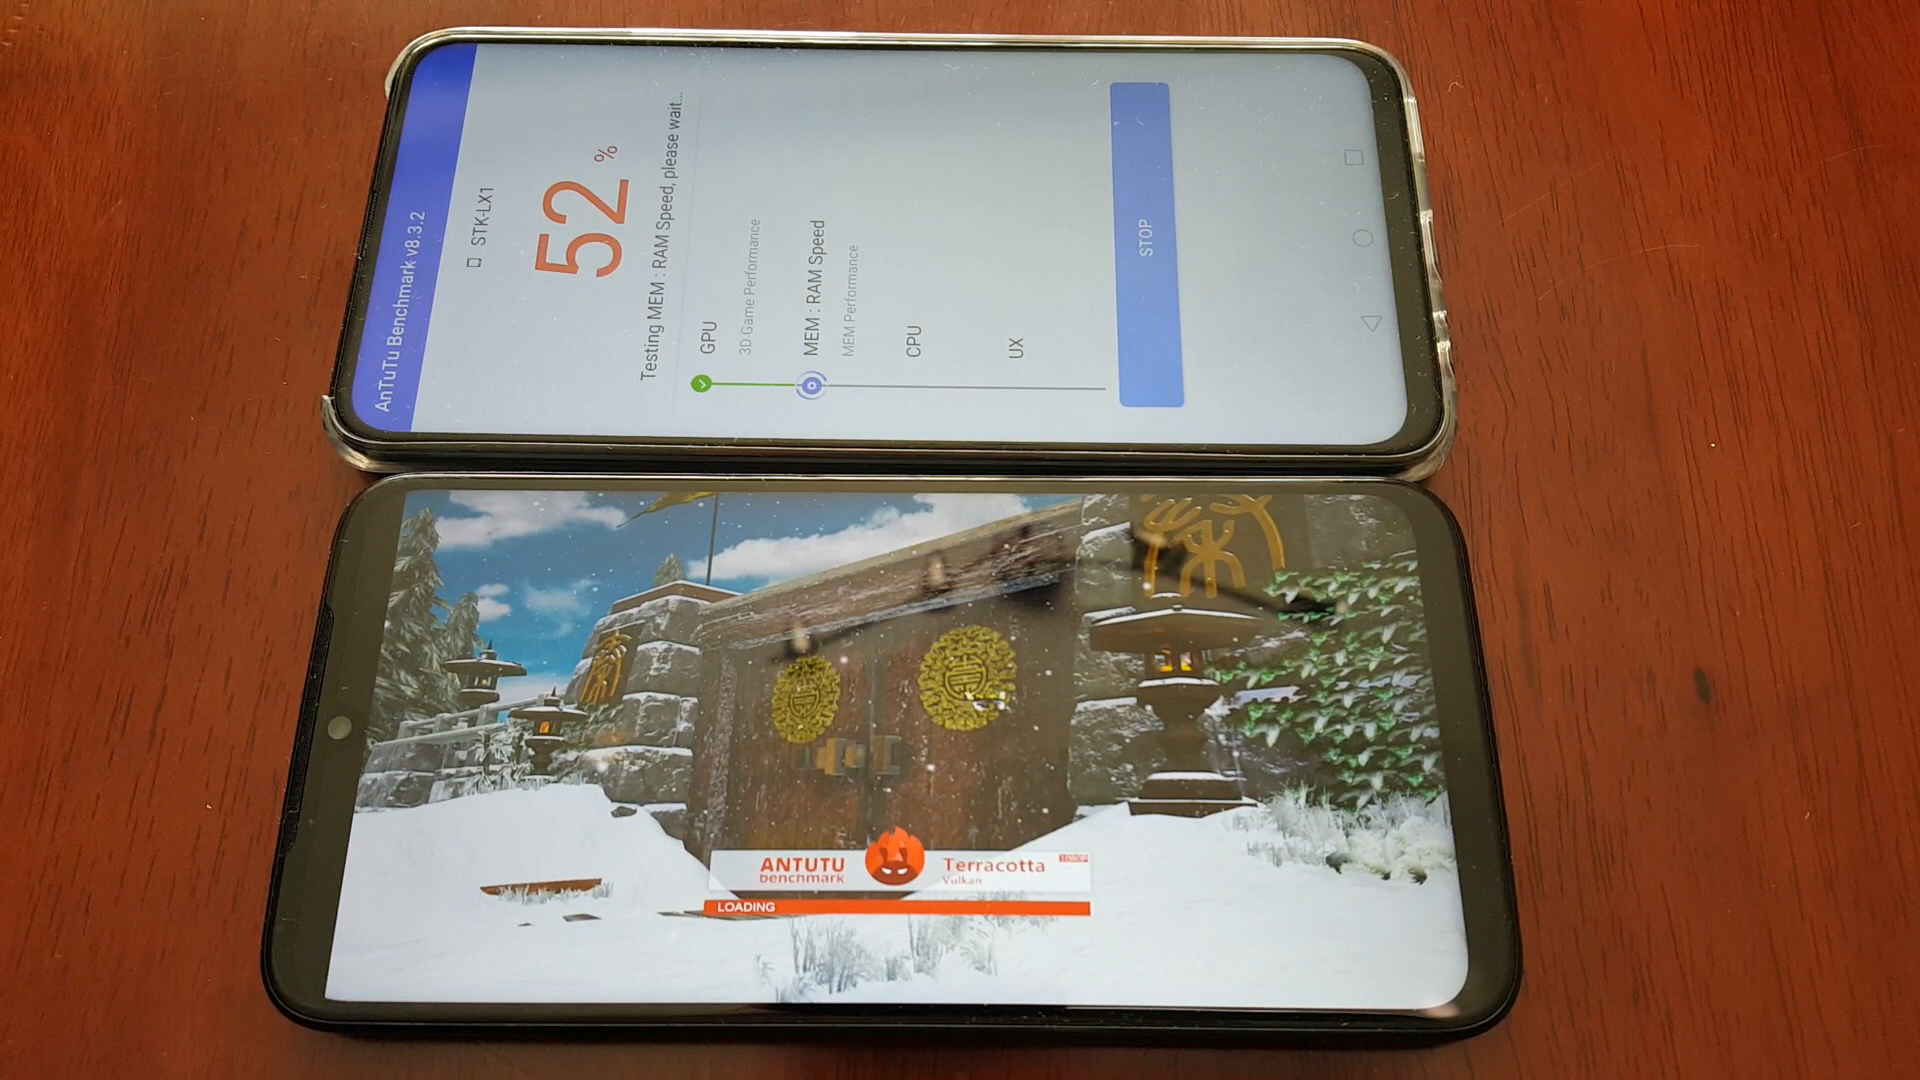 AnTuTu Benchmark v8.3.2
STK-LX1
52 %
Testing MEM : RAM Speed, please wait...
GPU
3D Game Performance
MEM : RAM Speed
MEM Performance
CPU
UX
STOP
ANTUTU
benchmark
Terracotta
1080P
Vulkan
LOADING